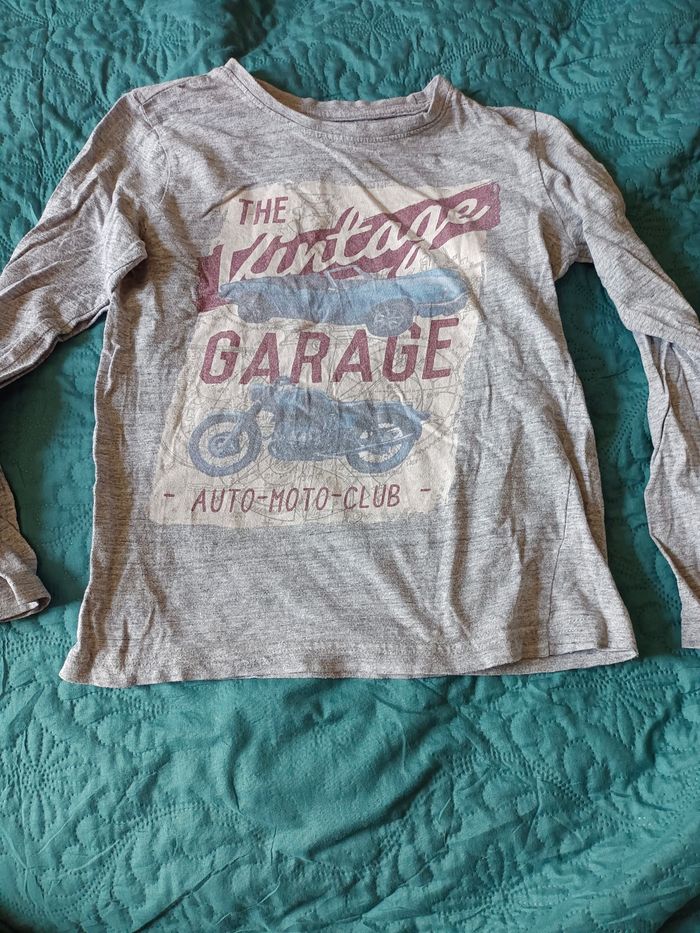 THE
Vintage
GARAGE
- AUTO-MOTO-CLUB -